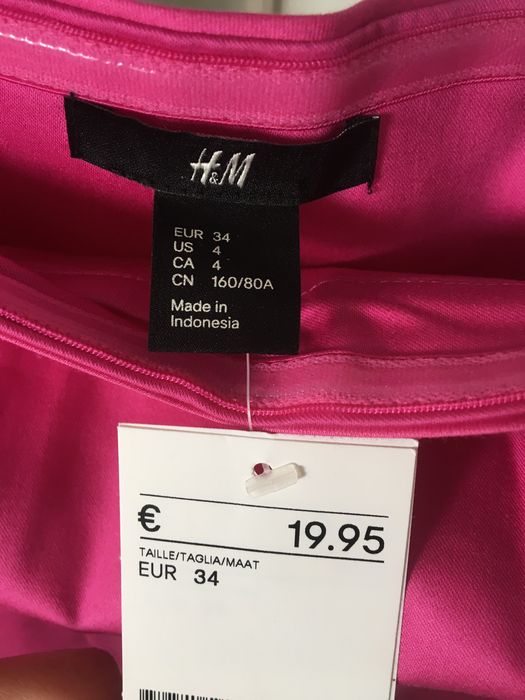 H&M
EUR 34
US 4
CA 4
CN 160/80A
Made in
Indonesia
€ 19.95
TAILLE/TAGLIA/MAAT
EUR 34